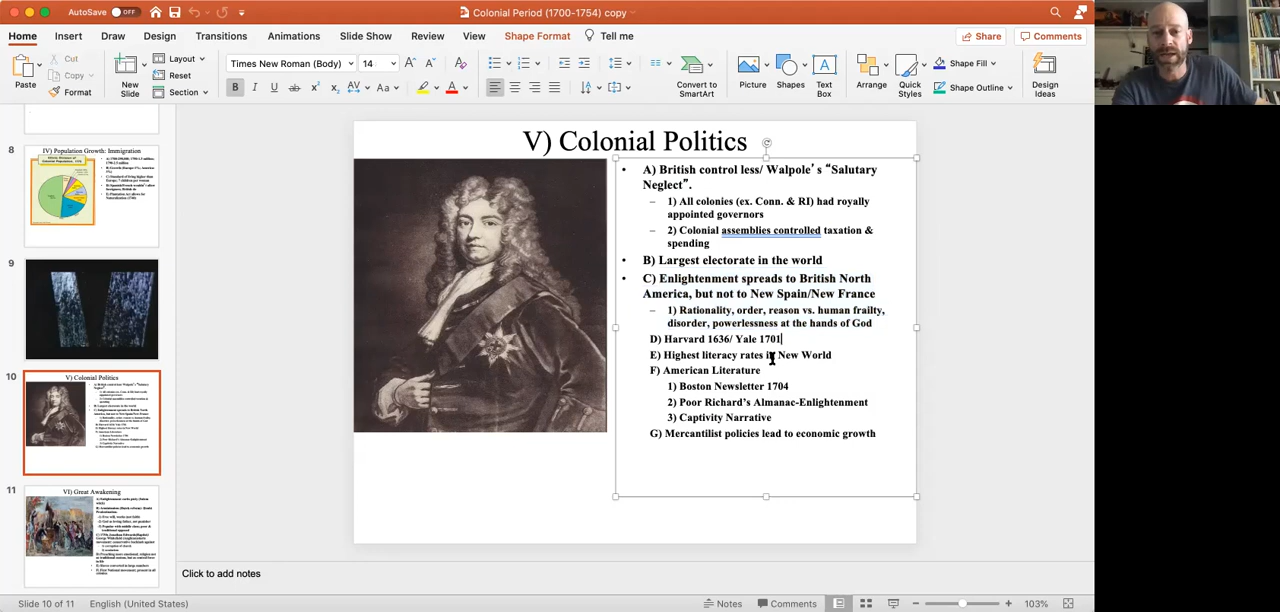 AutoSave OFF
Colonial Period (1700-1754) copy
Home Insert Draw Design Transitions Animations Slide Show Review View Shape Format Tell me Share Comments
Paste Cut Copy Format
New Slide Layout Reset Section
Times New Roman (Body) 14
B I U ab x² x₂ AV Aa A
Convert to SmartArt
Picture Shapes Text Box Arrange Quick Styles Shape Fill Shape Outline Design Ideas
8
IV) Population Growth: Immigration
9
10
V) Colonial Politics
11
VI) Great Awakening
V) Colonial Politics
• A) British control less/ Walpole's "Salutary
Neglect".
– 1) All colonies (ex. Conn. & RI) had royally
appointed governors
– 2) Colonial assemblies controlled taxation &
spending
• B) Largest electorate in the world
• C) Enlightenment spreads to British North
America, but not to New Spain/New France
– 1) Rationality, order, reason vs. human frailty,
disorder, powerlessness at the hands of God
D) Harvard 1636/ Yale 1701
E) Highest literacy rates in New World
F) American Literature
1) Boston Newsletter 1704
2) Poor Richard's Almanac-Enlightenment
3) Captivity Narrative
G) Mercantilist policies lead to economic growth
Click to add notes
Slide 10 of 11 English (United States) Notes Comments 103%